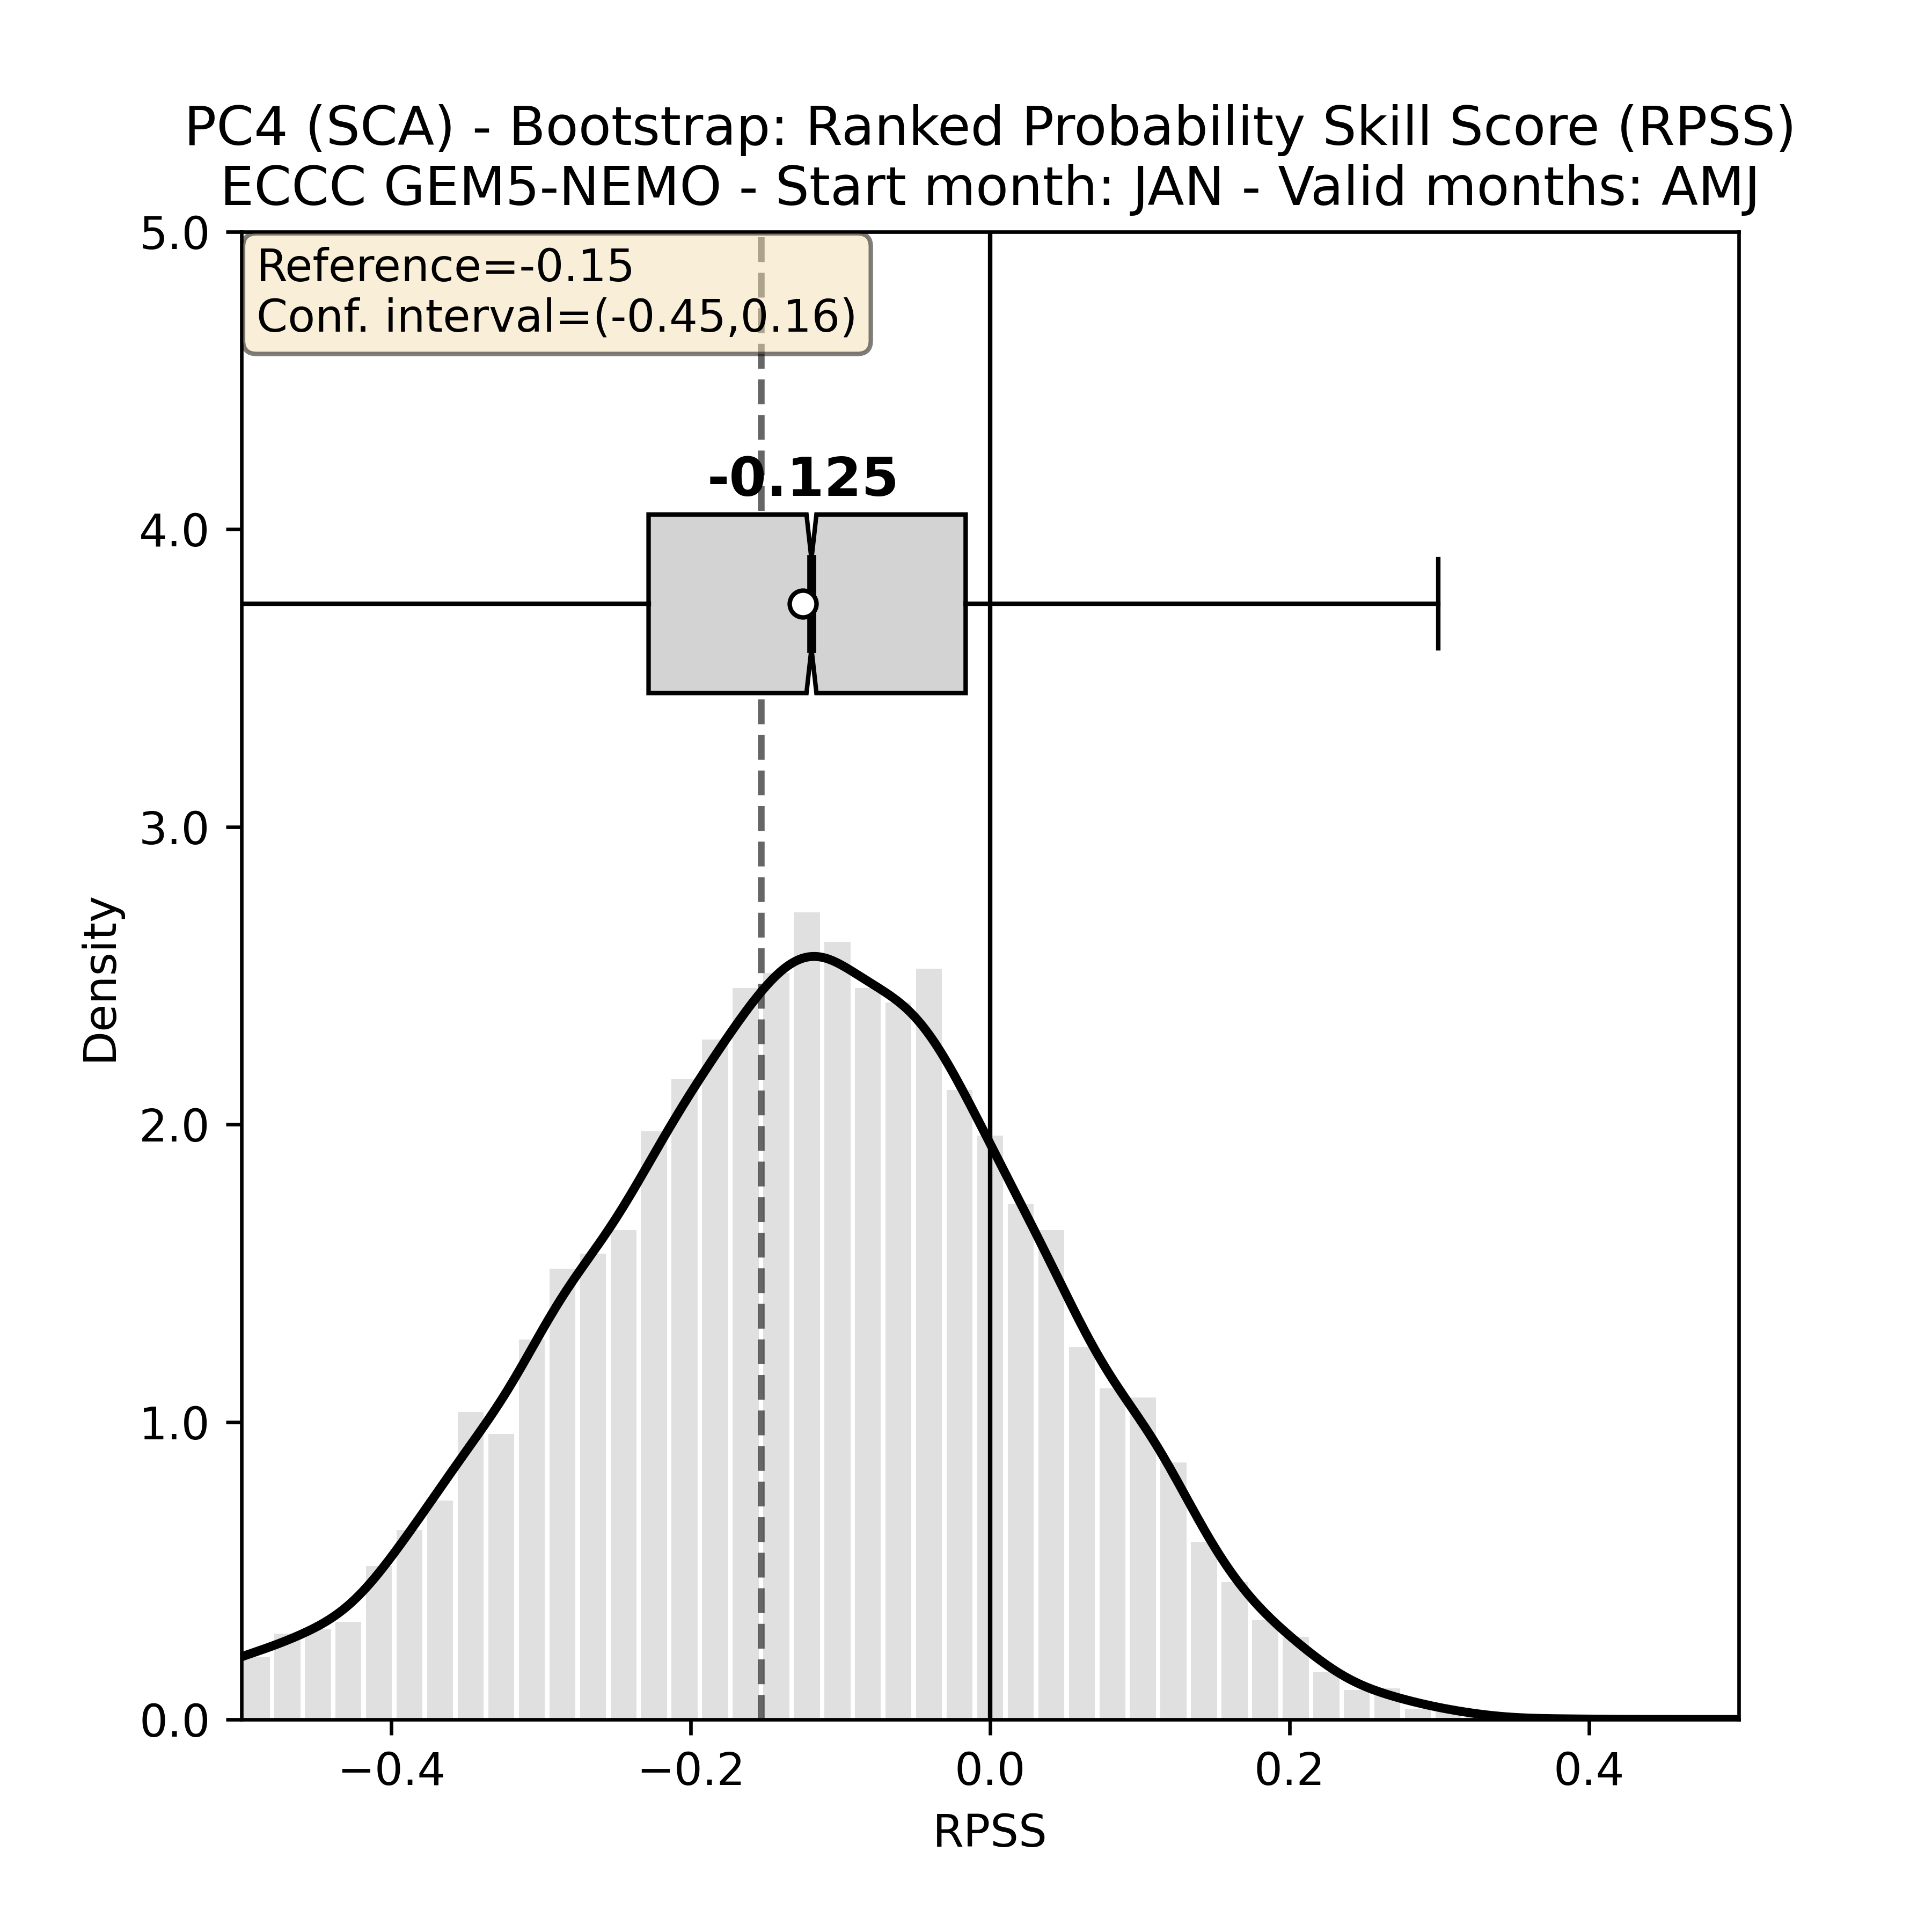 PC4 (SCA) - Bootstrap: Ranked Probability Skill Score (RPSS)
ECCC GEM5-NEMO - Start month: JAN - Valid months: AMJ
5.0
Reference=-0.15
Conf. interval=(-0.45,0.16)
-0.125
4.0
3.0
Density
2.0
1.0
0.0
−0.4
−0.2
0.0
0.2
0.4
RPSS